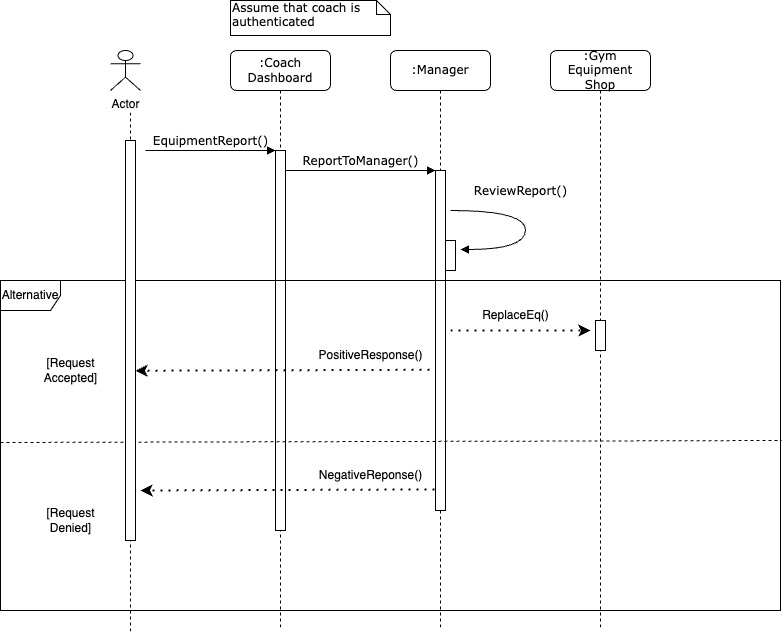 Assume that coach is
authenticated
:Coach
Dashboard
:Manager
:Gym
Equipment
Shop
Actor
EquipmentReport()
ReportToManager()
ReviewReport()
Alternative
ReplaceEq()
PositiveResponse()
[Request
Accepted]
NegativeReponse()
[Request
Denied]